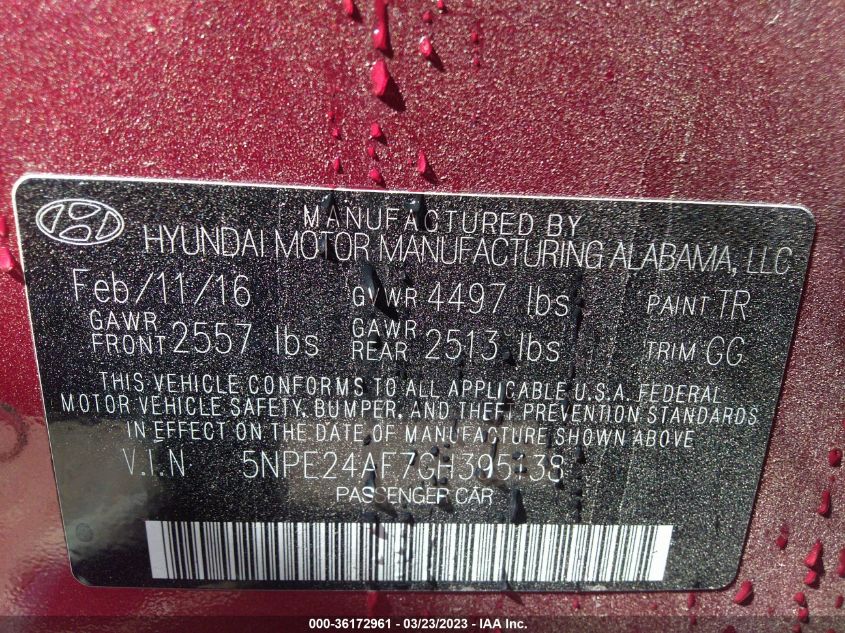 MANUFACTURED BY
HYUNDAI MOTOR MANUFACTURING ALABAMA, LLC
Feb/11/16 GVWR 4497 lbs PAINT TR
GAWR FRONT 2557 lbs GAWR REAR 2513 lbs TRIM GG
THIS VEHICLE CONFORMS TO ALL APPLICABLE U.S.A. FEDERAL
MOTOR VEHICLE SAFETY, BUMPER, AND THEFT PREVENTION STANDARDS
IN EFFECT ON THE DATE OF MANUFACTURE SHOWN ABOVE
V.I.N 5NPE24AF7GH395138
PASSENGER CAR
000-36172961 - 03/23/2023 - IAA Inc.